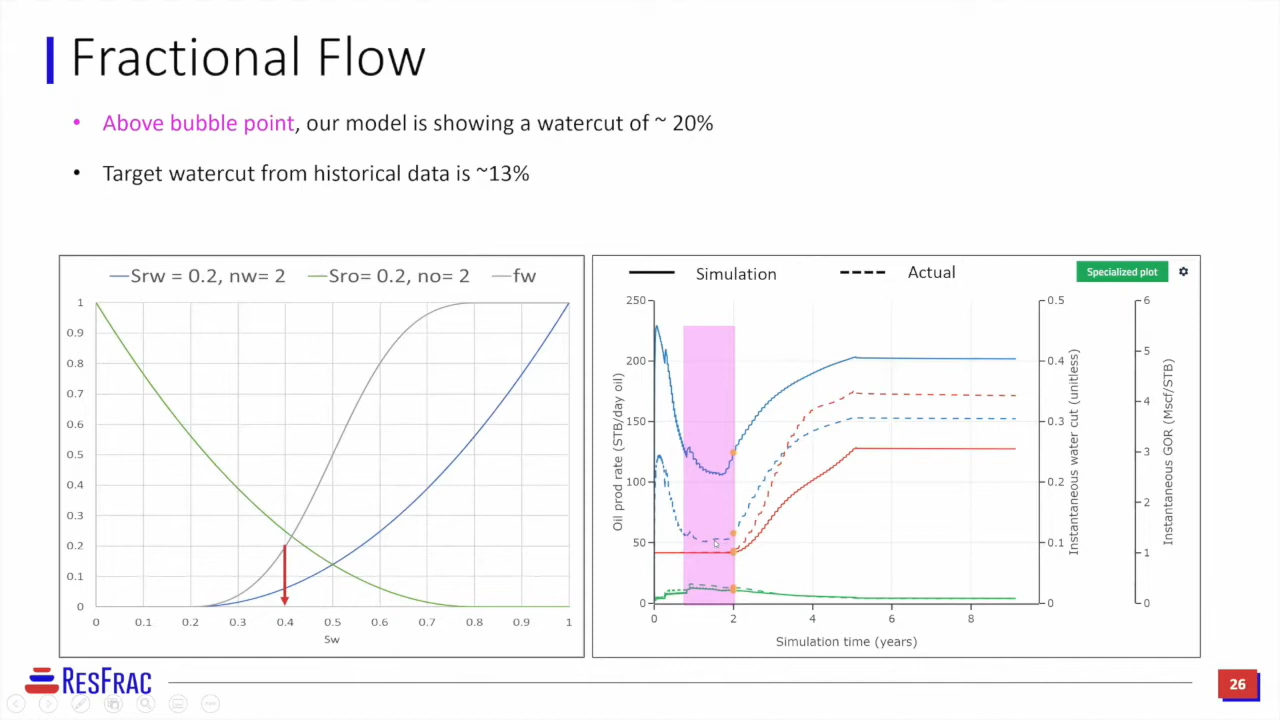 Fractional Flow
• Above bubble point, our model is showing a watercut of ~ 20%
• Target watercut from historical data is ~13%
Srw = 0.2, nw= 2 Sro= 0.2, no= 2 fw
1
0.9
0.8
0.7
0.6
0.5
0.4
0.3
0.2
0.1
0
0 0.1 0.2 0.3 0.4 0.5 0.6 0.7 0.8 0.9 1
Sw
Simulation Actual
Specialized plot
Oil prod rate (STB/day oil)
250
200
150
100
50
0
0 2 4 6 8
Simulation time (years)
0.5
0.4
0.3
0.2
0.1
0
Instantaneous water cut (unitless)
6
5
4
3
2
1
0
Instantaneous GOR (Mscf/STB)
RESFRAC
26